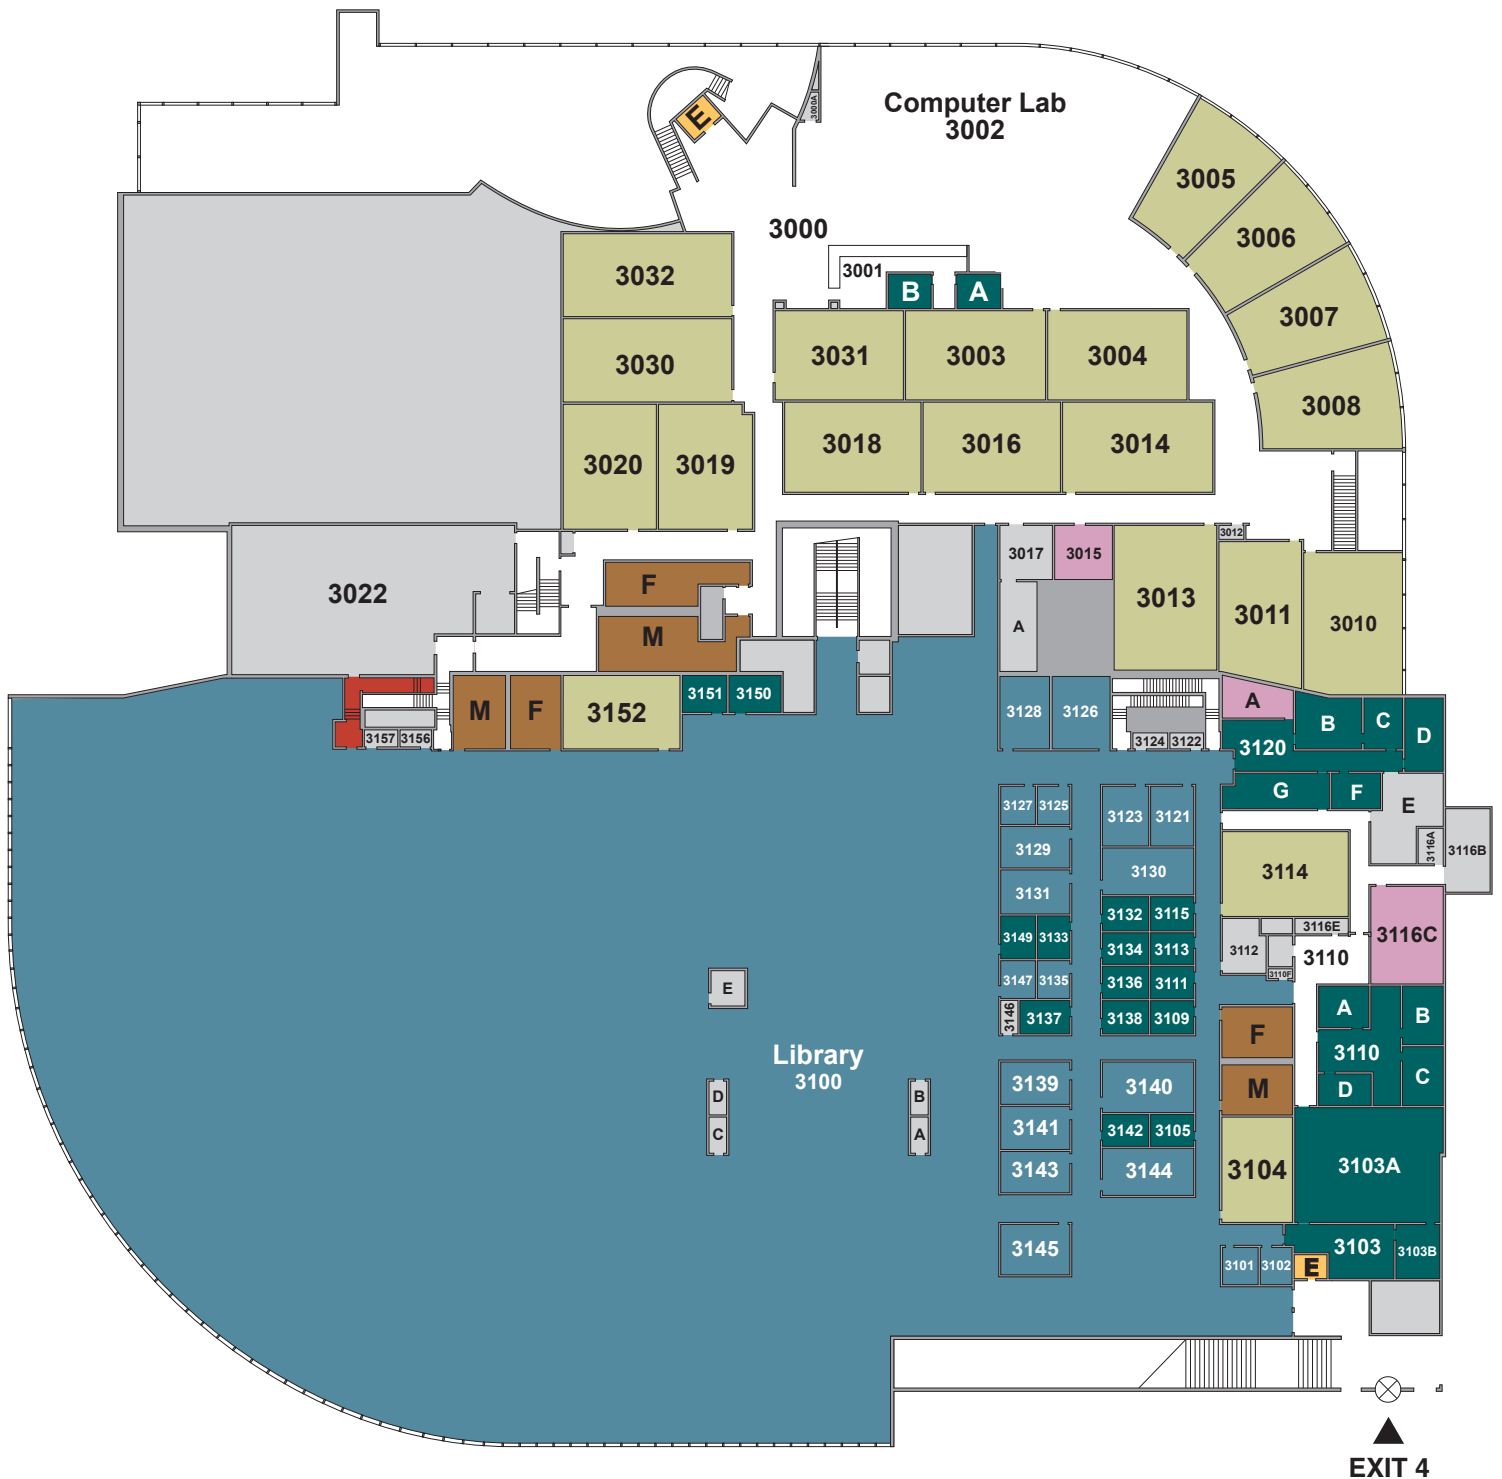 Computer Lab
3002
3000A
E
3005
3006
3007
3008
3000
3001
B
A
3032
3030
3031
3003
3004
3020
3019
3018
3016
3014
3022
F
M
3017
3015
A
3013
3012
3011
3010
M
F
3152
3151
3150
3157
3156
3128
3126
3124
3122
A
B
C
D
3120
G
F
E
3127
3125
3123
3121
3129
3130
3131
3114
3116A
3116B
3149
3133
3132
3115
3134
3113
3116E
3112
3110
3116C
3110F
3147
3135
3136
3111
3146
3137
3138
3109
E
F
A
B
3110
C
D
Library
3100
D
C
B
A
3139
3140
M
3141
3142
3105
3143
3144
3104
3103A
3145
3101
3102
E
3103
3103B
EXIT 4